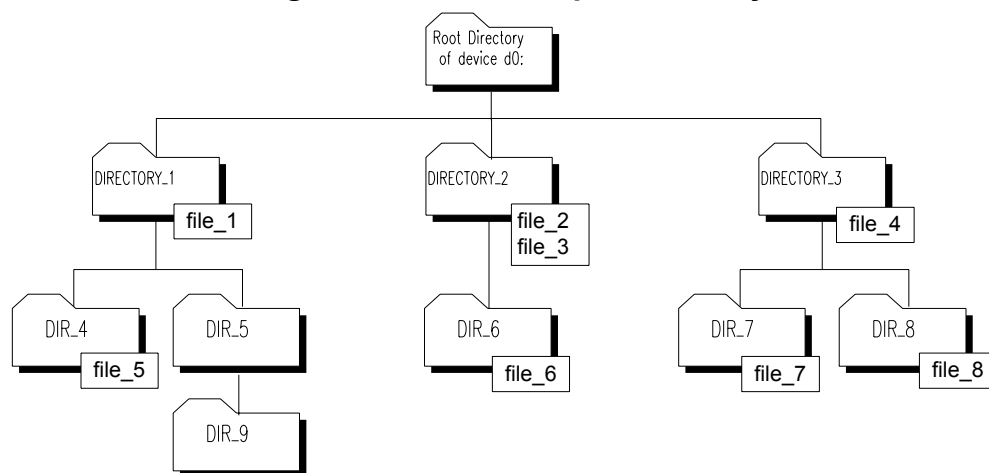 Root Directory
of device d0:
DIRECTORY_1
file_1
DIRECTORY_2
file_2
file_3
DIRECTORY_3
file_4
DIR_4
file_5
DIR_5
DIR_6
file_6
DIR_7
file_7
DIR_8
file_8
DIR_9